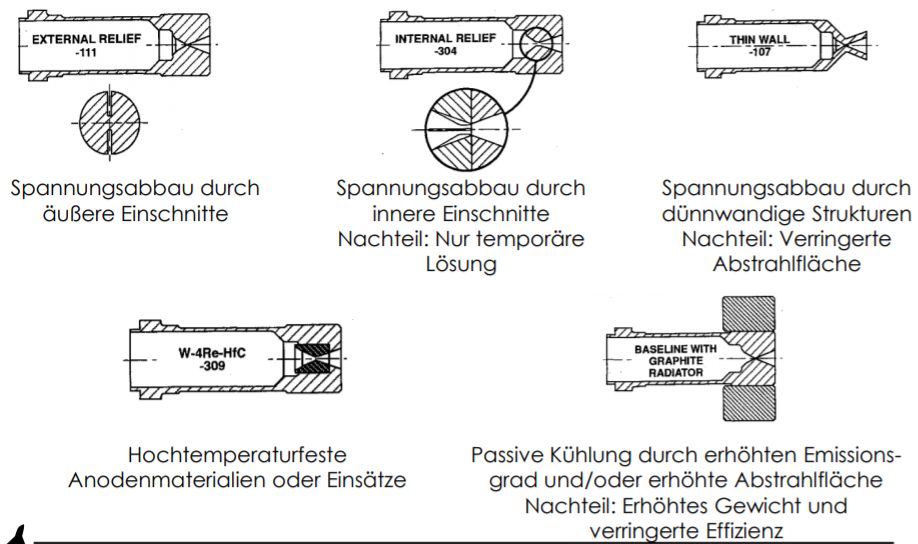 EXTERNAL RELIEF
-111
INTERNAL RELIEF
-304
THIN WALL
-107
Spannungsabbau durch
äußere Einschnitte
Spannungsabbau durch
innere Einschnitte
Nachteil: Nur temporäre
Lösung
Spannungsabbau durch
dünnwandige Strukturen
Nachteil: Verringerte
Abstrahlfläche
W-4Re-HfC
-309
BASELINE WITH
GRAPHITE
RADIATOR
Hochtemperaturfeste
Anodenmaterialien oder Einsätze
Passive Kühlung durch erhöhten Emissions-
grad und/oder erhöhte Abstrahlfläche
Nachteil: Erhöhtes Gewicht und
verringerte Effizienz